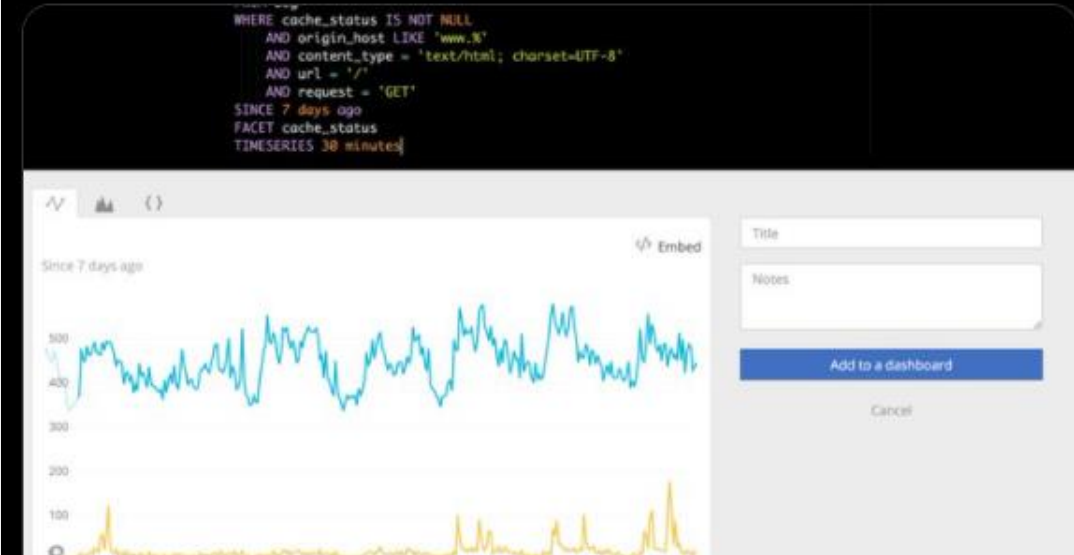 WHERE cache_status IS NOT NULL
AND origin_host LIKE 'www.%'
AND content_type = 'text/html; charset=UTF-8'
AND url = '/'
AND request = 'GET'
SINCE 7 days ago
FACET cache_status
TIMESERIES 30 minutes
{}
</> Embed
Since 7 days ago
500
400
300
200
100
Title
Notes
Add to a dashboard
Cancel